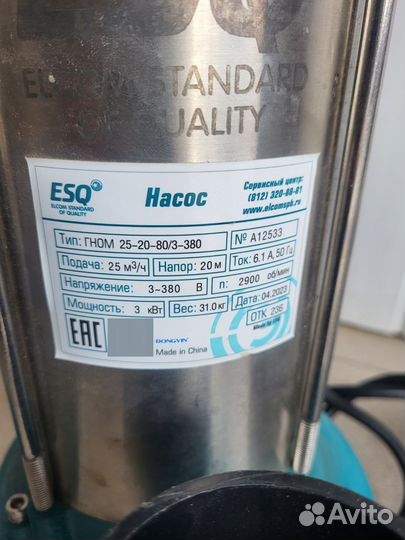 ELCOM STANDARD
OF QUALITY
ESQ
ELCOM STANDARD
OF QUALITY
Насос
Сервисный центр:
(812) 320-88-81
www.elcomspb.ru
Тип: ГНОМ 25-20-80/3-380
№ А12533
Подача: 25 м³/ч
Напор: 20 м
Ток: 6.1 А, 50 Гц
Напряжение: 3~380 В
n: 2900 об/мин
Мощность: 3 кВт
Вес: 31.0 кг
Дата: 04.2023
ОТК 236
EAC
DONGYIN
Made in China
Avito